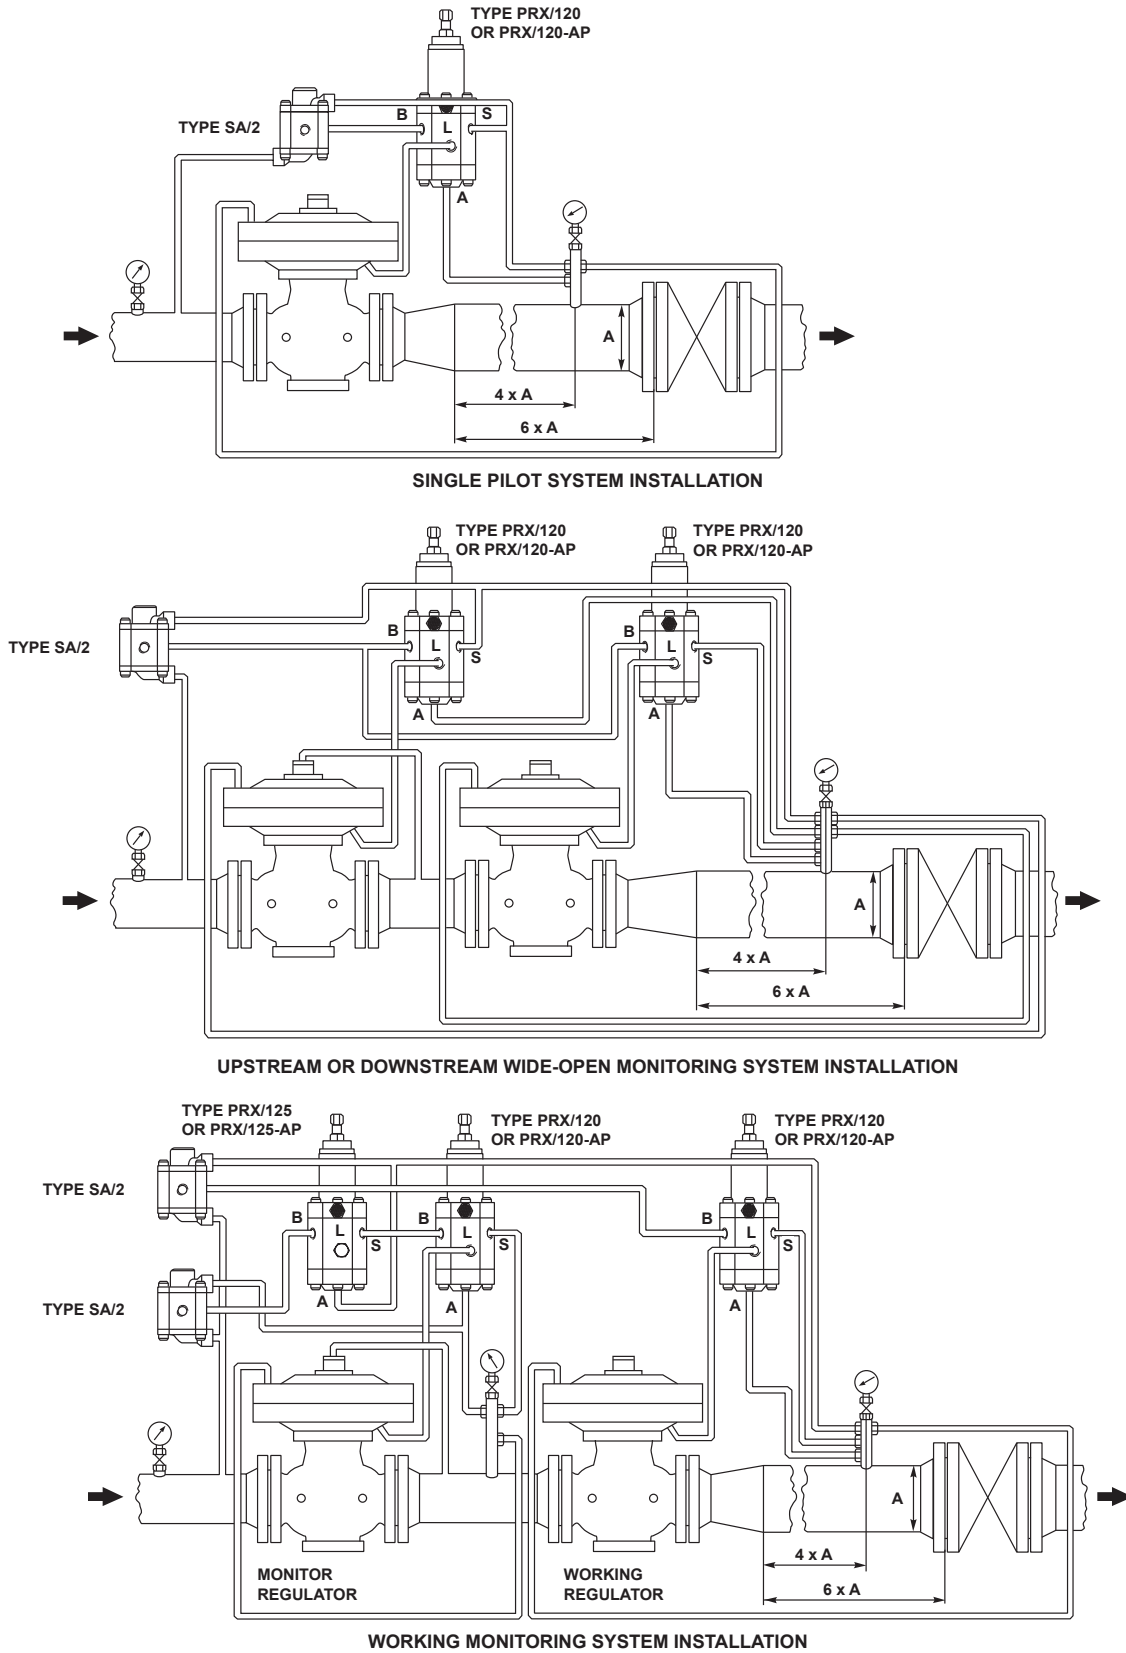 TYPE PRX/120
OR PRX/120-AP
B
S
L
TYPE SA/2
A
A
4 x A
6 x A
SINGLE PILOT SYSTEM INSTALLATION
TYPE PRX/120
OR PRX/120-AP
TYPE PRX/120
OR PRX/120-AP
B
B
TYPE SA/2
L
L
S
S
A
A
A
4 x A
6 x A
UPSTREAM OR DOWNSTREAM WIDE-OPEN MONITORING SYSTEM INSTALLATION
TYPE PRX/125
OR PRX/125-AP
TYPE PRX/120
OR PRX/120-AP
TYPE PRX/120
OR PRX/120-AP
TYPE SA/2
B
B
B
L
L
L
S
S
S
TYPE SA/2
A
A
A
A
4 x A
6 x A
MONITOR
REGULATOR
WORKING
REGULATOR
WORKING MONITORING SYSTEM INSTALLATION